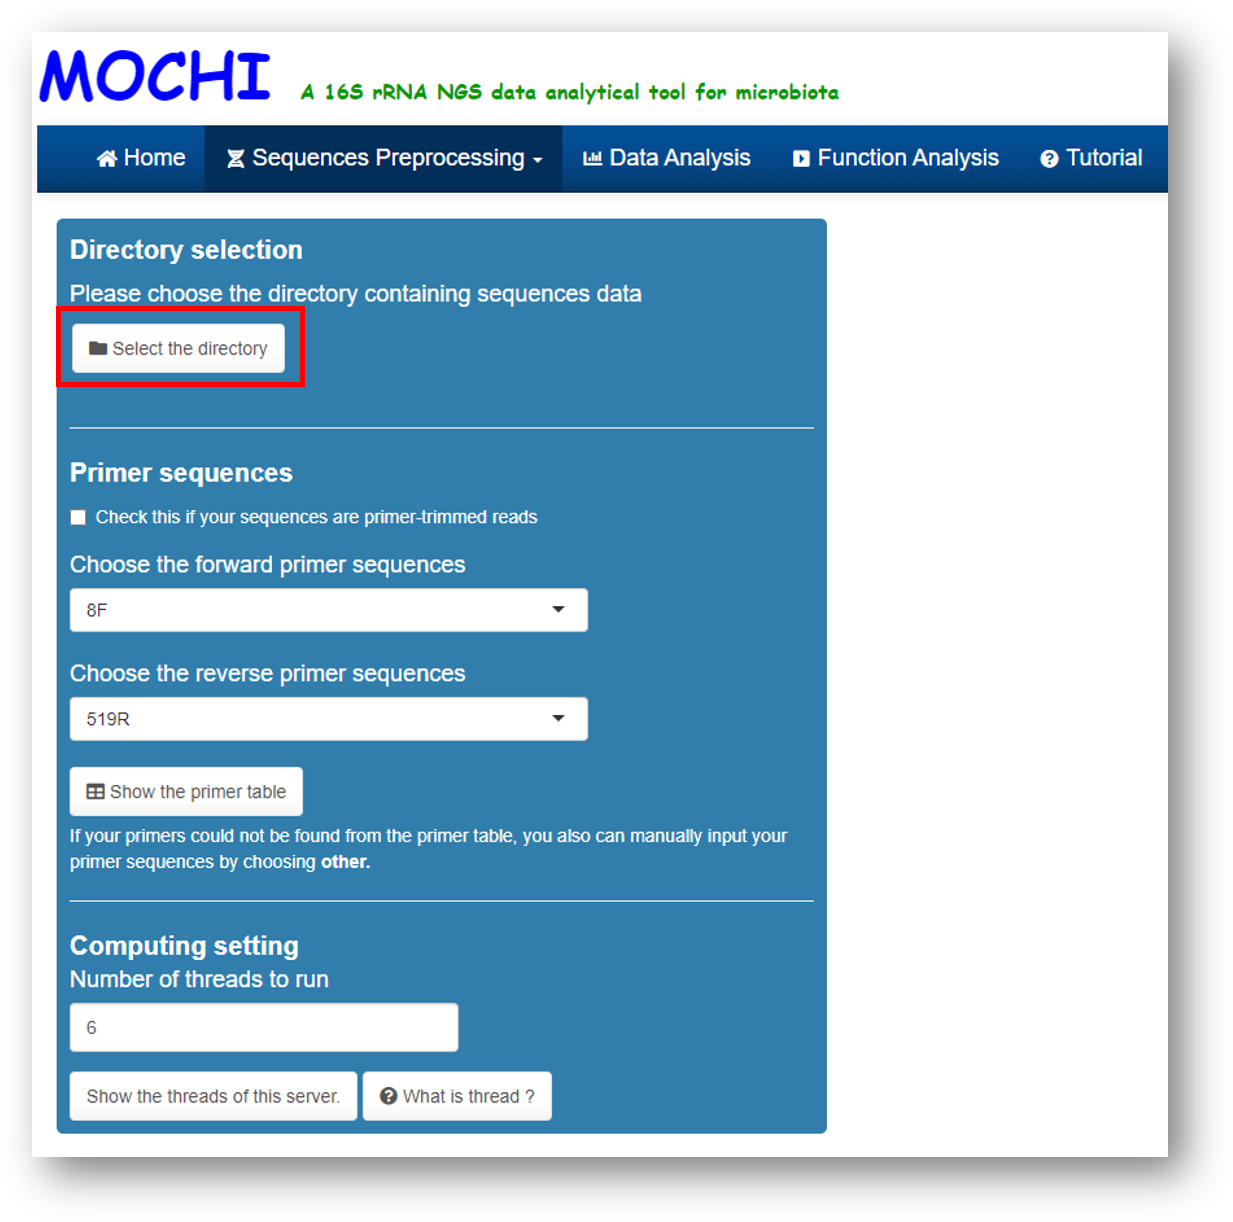 MOCHI A 16S rRNA NGS data analytical tool for microbiota
Home Sequences Preprocessing Data Analysis Function Analysis Tutorial
Directory selection
Please choose the directory containing sequences data
Select the directory
Primer sequences
Check this if your sequences are primer-trimmed reads
Choose the forward primer sequences
8F
Choose the reverse primer sequences
519R
Show the primer table
If your primers could not be found from the primer table, you also can manually input your
primer sequences by choosing other.
Computing setting
Number of threads to run
6
Show the threads of this server. What is thread ?